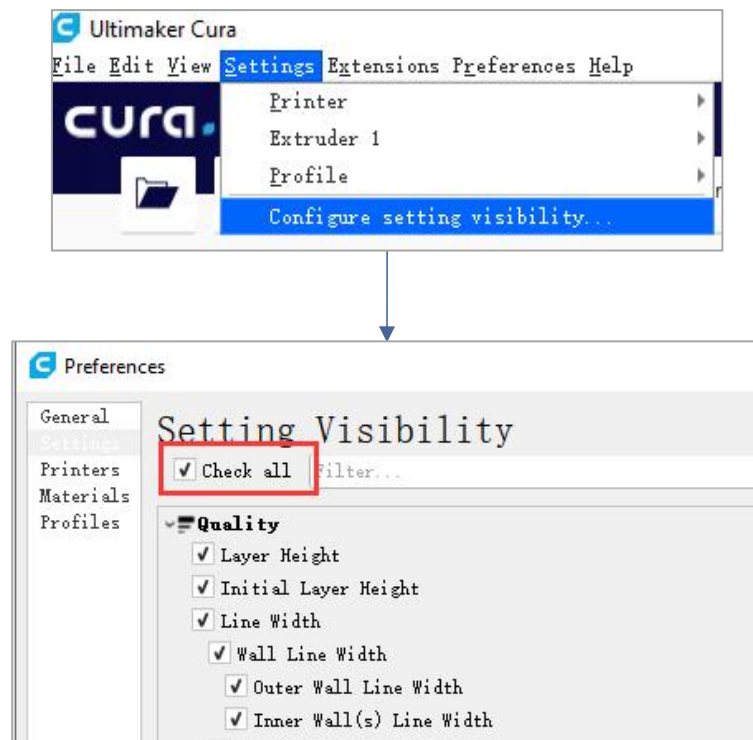 Ultimaker Cura
File Edit View Settings Extensions Preferences Help
cura.
Printer
Extruder 1
Profile
Configure setting visibility...
Preferences
General
Settings
Printers
Materials
Profiles
Setting Visibility
Check all Filter...
Quality
Layer Height
Initial Layer Height
Line Width
Wall Line Width
Outer Wall Line Width
Inner Wall(s) Line Width